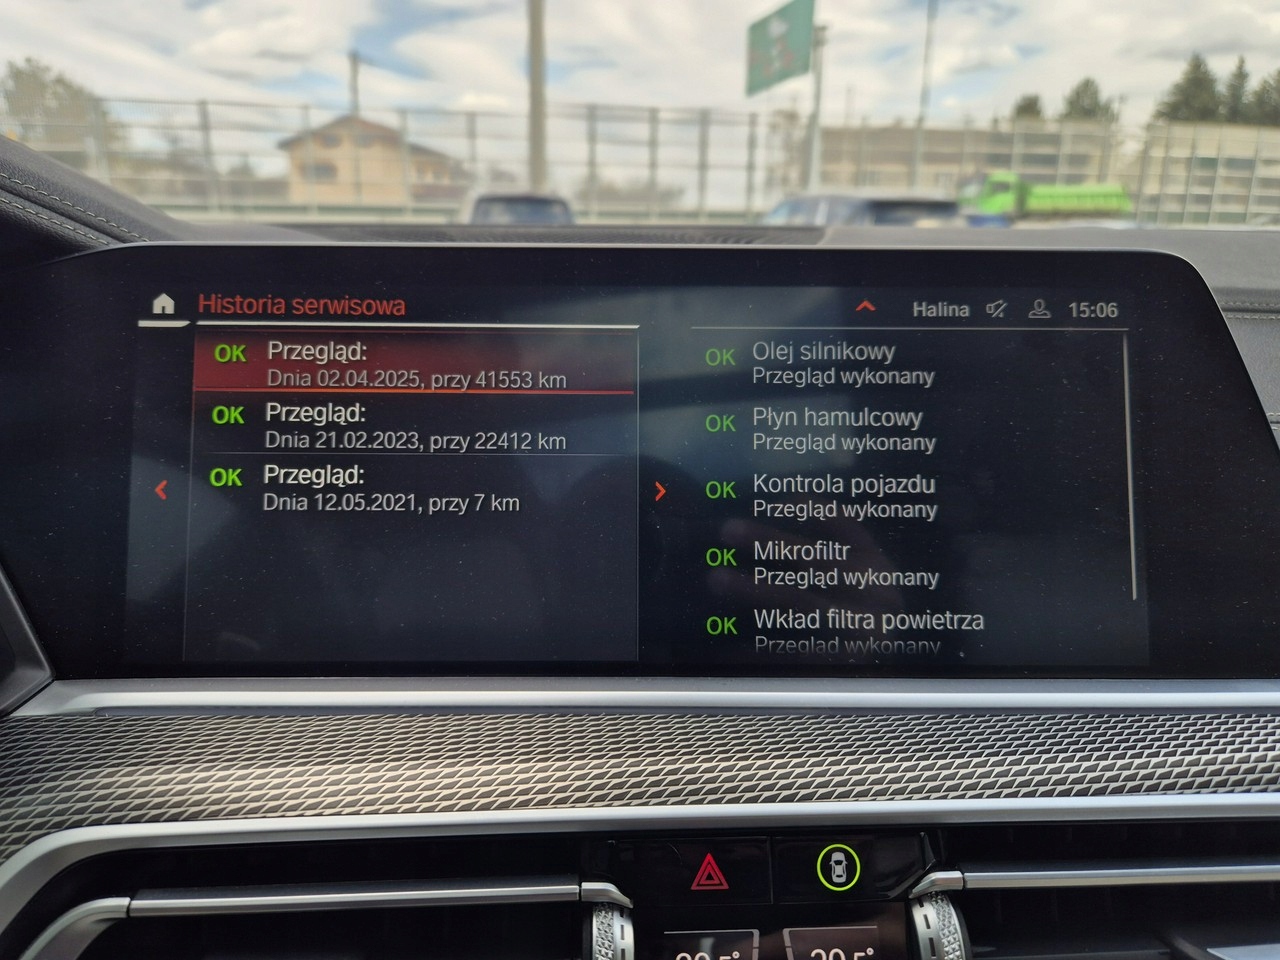 Historia serwisowa
Halina
15:06
OK Przegląd:
Dnia 02.04.2025, przy 41553 km
OK Przegląd:
Dnia 21.02.2023, przy 22412 km
OK Przegląd:
Dnia 12.05.2021, przy 7 km
OK Olej silnikowy
Przegląd wykonany
OK Płyn hamulcowy
Przegląd wykonany
OK Kontrola pojazdu
Przegląd wykonany
OK Mikrofiltr
Przegląd wykonany
OK Wkład filtra powietrza
Przegląd wykonany